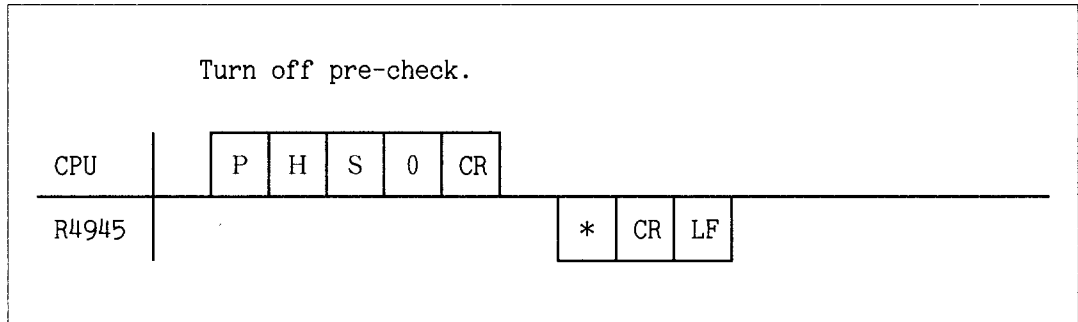 Turn off pre-check.
CPU P H S 0 CR
R4945 * CR LF